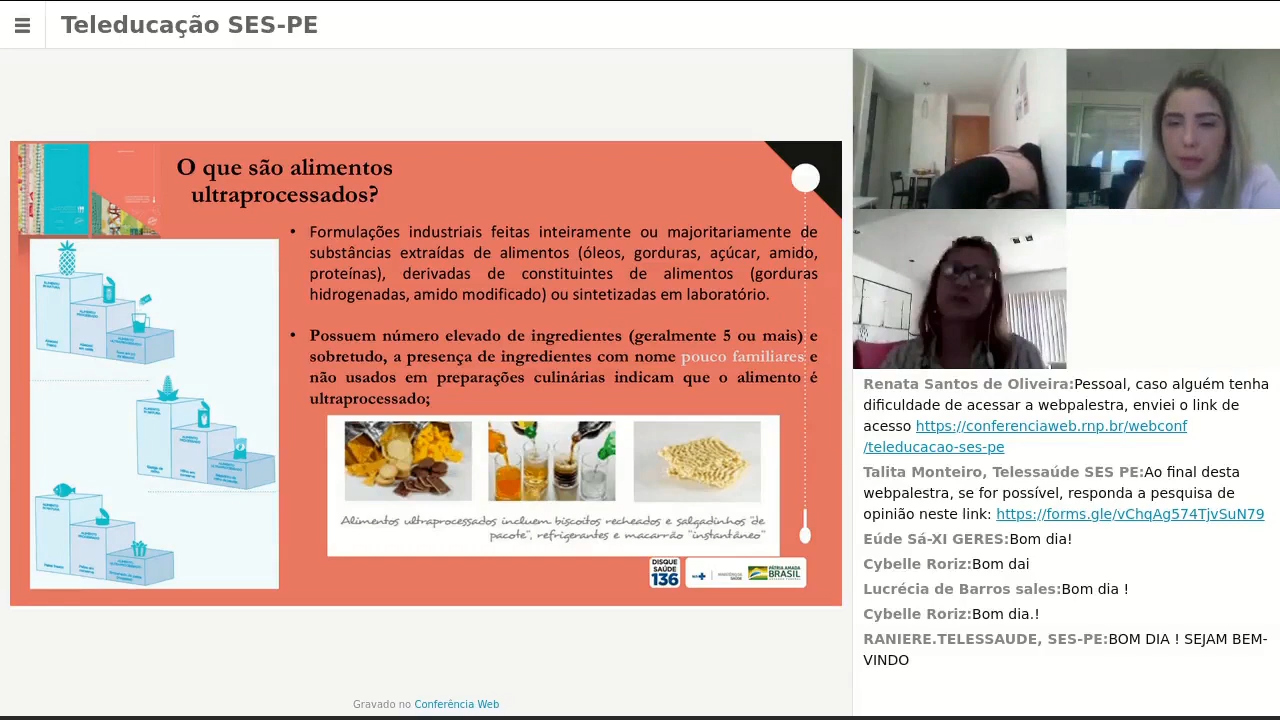 Teleducação SES-PE
O que são alimentos
ultraprocessados?
• Formulações industriais feitas inteiramente ou majoritariamente de
substâncias extraídas de alimentos (óleos, gorduras, açúcar, amido,
proteínas), derivadas de constituintes de alimentos (gorduras
hidrogenadas, amido modificado) ou sintetizadas em laboratório.
• Possuem número elevado de ingredientes (geralmente 5 ou mais) e
sobretudo, a presença de ingredientes com nome pouco familiares e
não usados em preparações culinárias indicam que o alimento é
ultraprocessado;
Alimentos ultraprocessados incluem biscoitos recheados e salgadinhos "de
pacote", refrigerantes e macarrão "instantâneo"
DISQUE
SAÚDE
136
PÁTRIA AMADA
BRASIL
Gravado no Conferência Web
Renata Santos de Oliveira:Pessoal, caso alguém tenha
dificuldade de acessar a webpalestra, enviei o link de
acesso https://conferenciaweb.rnp.br/webconf
/teleducacao-ses-pe
Talita Monteiro, Telessaúde SES PE:Ao final desta
webpalestra, se for possível, responda a pesquisa de
opinião neste link: https://forms.gle/vChqAg574TjvSuN79
Eúde Sá-XI GERES:Bom dia!
Cybelle Roriz:Bom dai
Lucrécia de Barros sales:Bom dia !
Cybelle Roriz:Bom dia.!
RANIERE.TELESSAUDE, SES-PE:BOM DIA ! SEJAM BEM-
VINDO